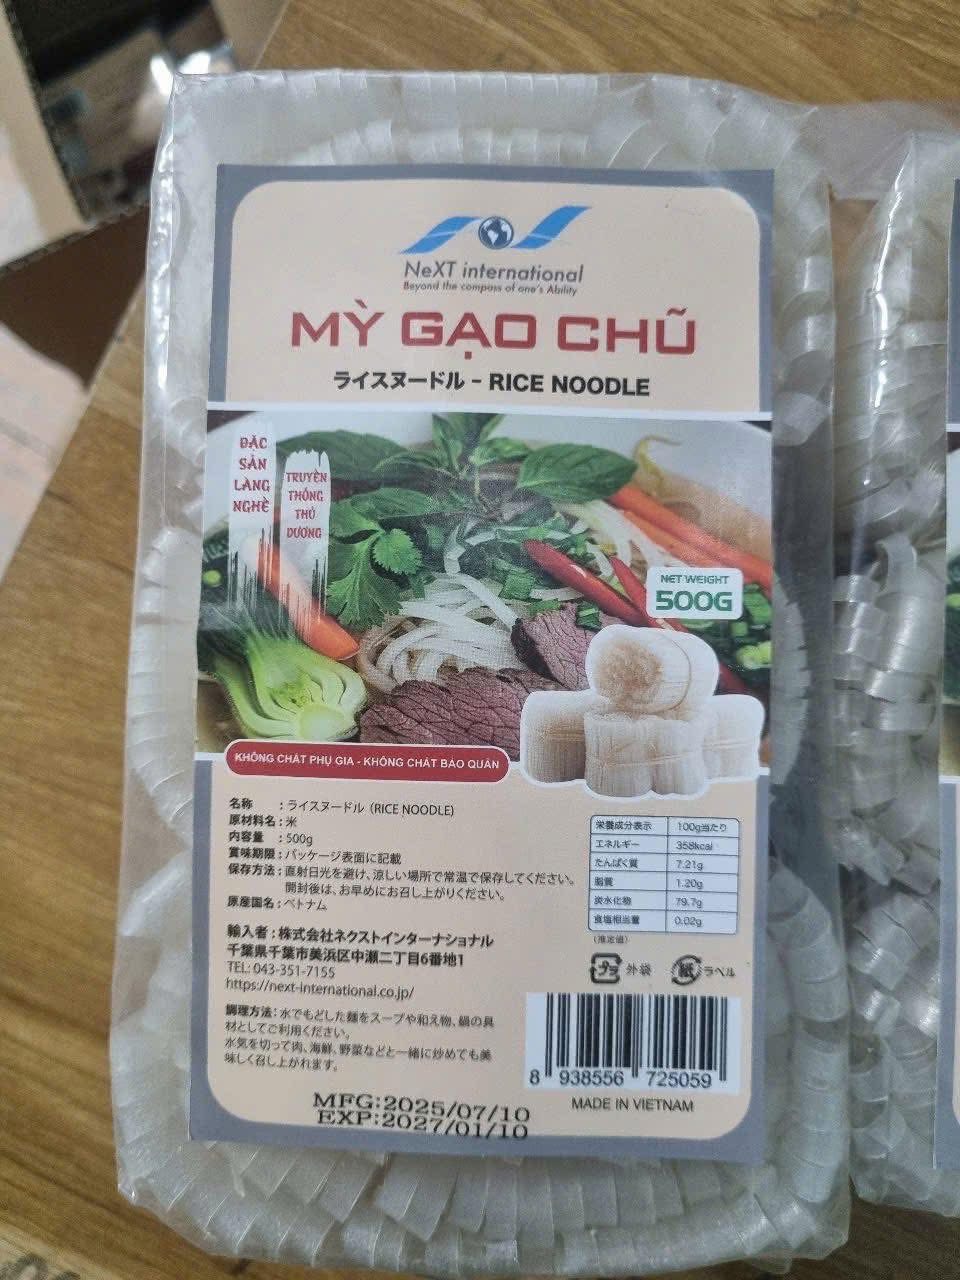 NeXT international
Beyond the compass of one's Ability
MỲ GẠO CHŨ
ライスヌードル - RICE NOODLE
ĐẶC
SẢN
LÀNG
NGHỀ
TRUYỀN
THỐNG
THỦ
DƯƠNG
NET WEIGHT
500G
KHÔNG CHẤT PHỤ GIA - KHÔNG CHẤT BẢO QUẢN
名称 : ライスヌードル (RICE NOODLE)
原材料名 : 米
内容量 : 500g
賞味期限 : パッケージ表面に記載
保存方法 : 直射日光を避け、涼しい場所で常温で保存してください。
開封後は、お早めにお召し上がりください。
原産国名 : ベトナム
輸入者 : 株式会社ネクストインターナショナル
千葉県千葉市美浜区中瀬二丁目6番地1
TEL: 043-351-7155
https://next-international.co.jp/
調理方法 : 水でもどした麺をスープや和え物、鍋の具
材としてご利用ください。
水気を切って肉、海鮮、野菜などと一緒に炒めても美
味しく召し上がれます。
栄養成分表示 100g当たり
エネルギー 358kcal
たんぱく質 7.21g
脂質 1.20g
炭水化物 79.7g
食塩相当量 0.02g
(推定値)
プラ 外袋 紙 ラベル
8 938556 725059
MADE IN VIETNAM
MFG:2025/07/10
EXP:2027/01/10